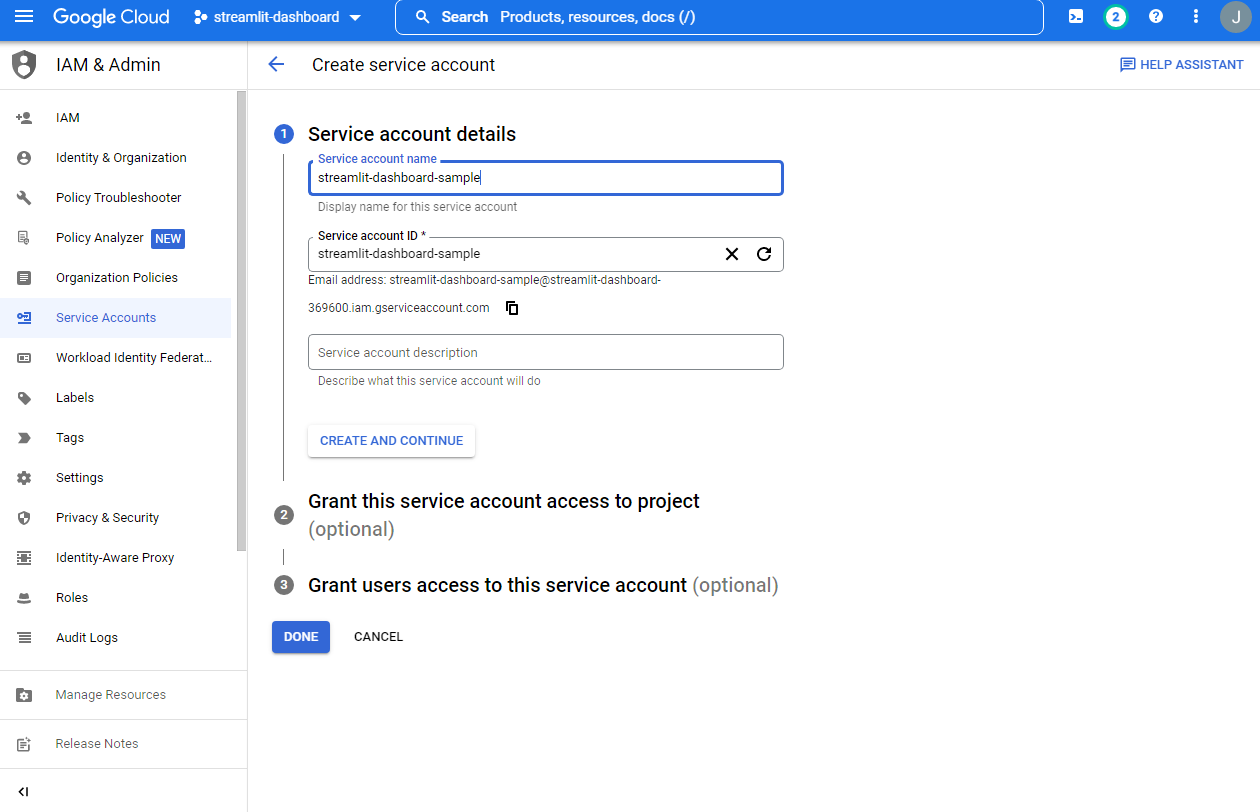 Google Cloud
streamlit-dashboard
Search Products, resources, docs (/)
2
J
IAM & Admin
Create service account
HELP ASSISTANT
IAM
Identity & Organization
Policy Troubleshooter
Policy Analyzer NEW
Organization Policies
Service Accounts
Workload Identity Federat...
Labels
Tags
Settings
Privacy & Security
Identity-Aware Proxy
Roles
Audit Logs
Manage Resources
Release Notes
1 Service account details
Service account name
streamlit-dashboard-sample
Display name for this service account
Service account ID *
streamlit-dashboard-sample
Email address: streamlit-dashboard-sample@streamlit-dashboard-
369600.iam.gserviceaccount.com
Service account description
Describe what this service account will do
CREATE AND CONTINUE
2 Grant this service account access to project
(optional)
3 Grant users access to this service account (optional)
DONE CANCEL